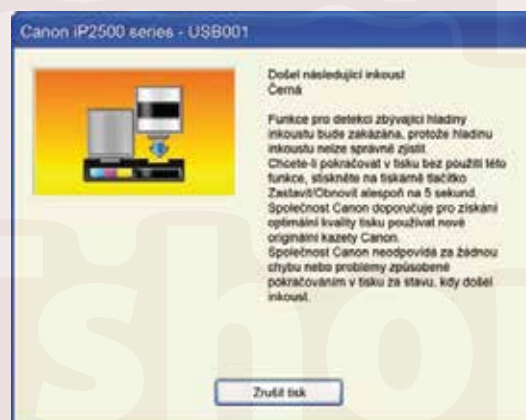 Canon iP2500 series - USB001
Došel následující inkoust
Černá
Funkce pro detekci zbývající hladiny
inkoustu bude zakázána, protože hladinu
inkoustu nelze správně zjistit.
Chcete-li pokračovat v tisku bez použití této
funkce, stiskněte na tiskárně tlačítko
Zastavit/Obnovit alespoň na 5 sekund.
Společnost Canon doporučuje pro získání
optimální kvality tisku používat nové
originální kazety Canon.
Společnost Canon neodpovídá za žádnou
chybu nebo problémy způsobené
pokračováním v tisku za stavu, kdy došel
inkoust.
Zrušit tisk